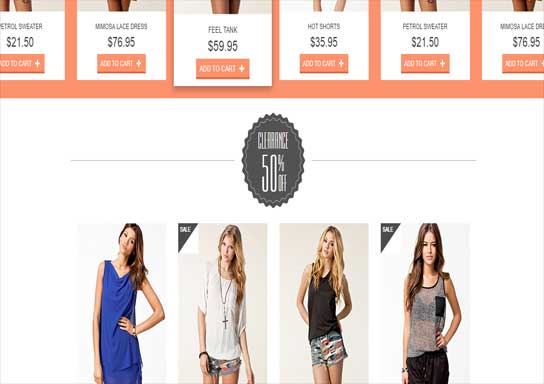 PETROL SWEATER
$21.50
ADD TO CART +
MIMOSA LACE DRESS
$76.95
ADD TO CART +
FEEL TANK
$59.95
ADD TO CART +
HOT SHORTS
$35.95
ADD TO CART +
PETROL SWEATER
$21.50
ADD TO CART +
MIMOSA LACE DRES
$76.95
ADD TO CART
CLEARANCE
50%
OFF
SALE
SALE